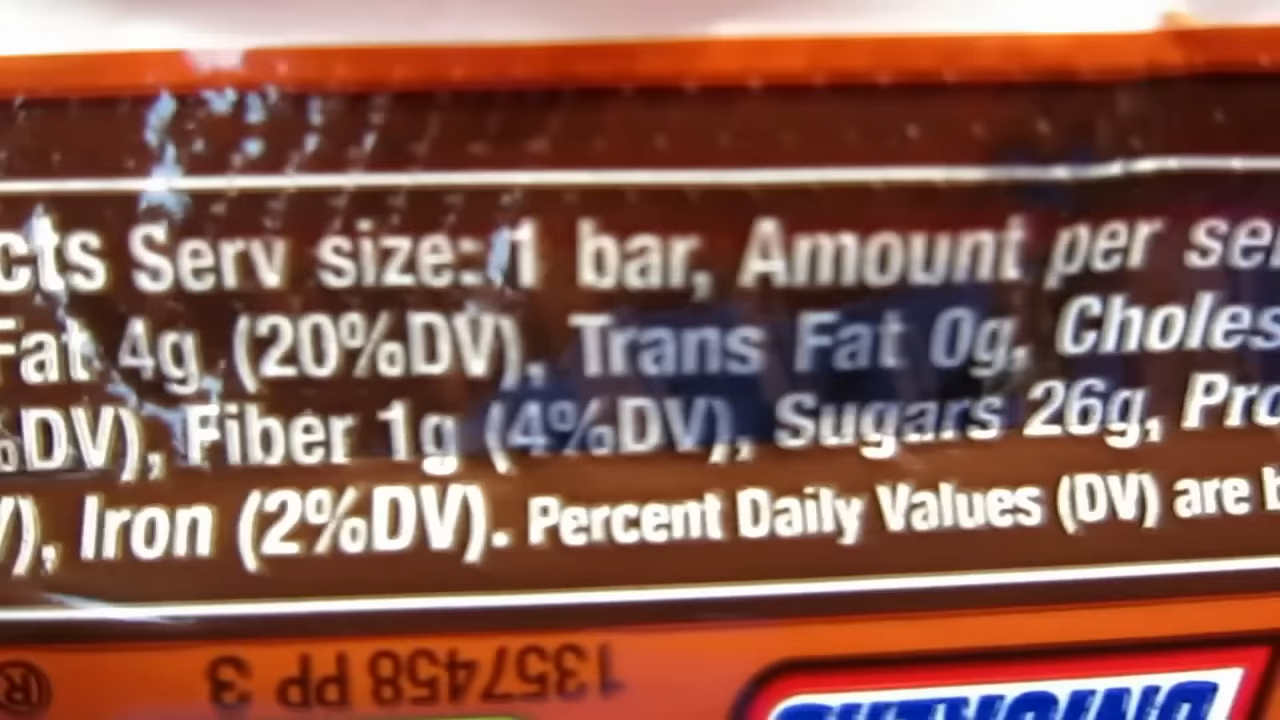 cts Serv size: 1 bar, Amount per se
Fat 4g (20%DV), Trans Fat 0g, Choles
%DV), Fiber 1g (4%DV), Sugars 26g, Pro
), Iron (2%DV). Percent Daily Values (DV) are b
1357458 PP 3
®